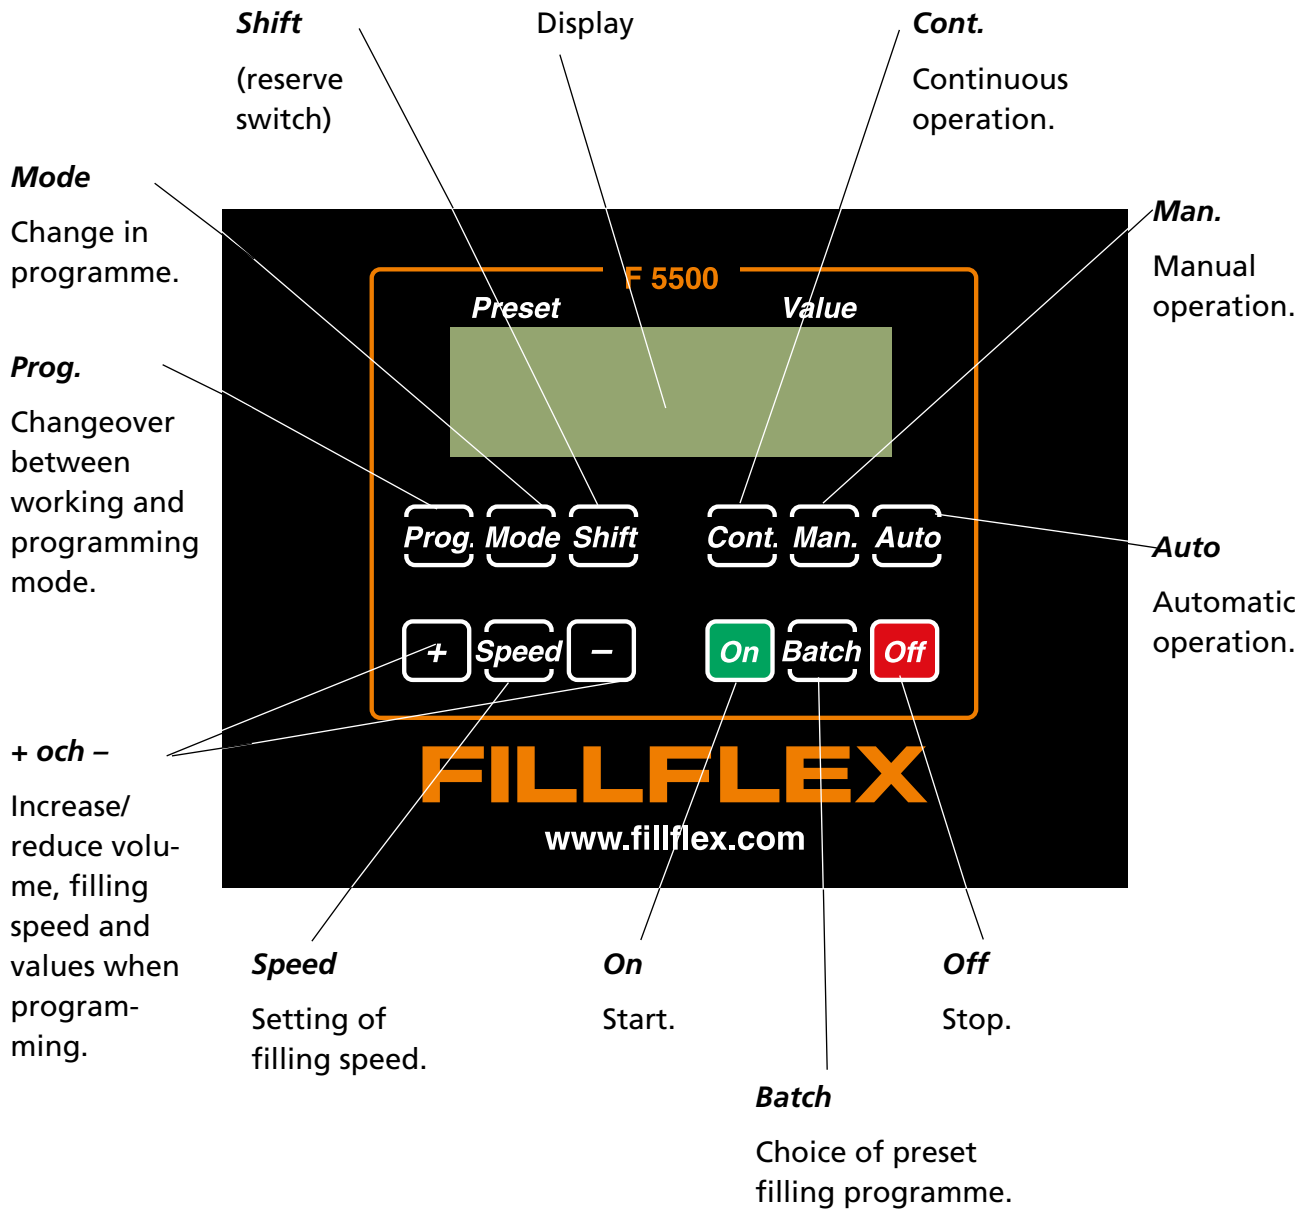 Shift
(reserve
switch)
Display
Cont.
Continuous
operation.
Mode
Change in
programme.
Man.
Manual
operation.
Prog.
Changeover
between
working and
programming
mode.
F 5500
Preset Value
Prog. Mode Shift Cont. Man. Auto
+ Speed – On Batch Off
FILLFLEX
www.fillflex.com
Auto
Automatic
operation.
+ och –
Increase/
reduce volu-
me, filling
speed and
values when
program-
ming.
Speed
Setting of
filling speed.
On
Start.
Off
Stop.
Batch
Choice of preset
filling programme.